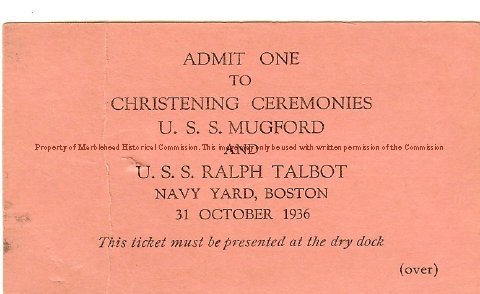 ADMIT ONE
TO
CHRISTENING CEREMONIES
U. S. S. MUGFORD
Property of Marblehead Historical Commission. This image may only be used with written permission of the Commission
AND
U. S. S. RALPH TALBOT
NAVY YARD, BOSTON
31 OCTOBER 1936
This ticket must be presented at the dry dock
(over)